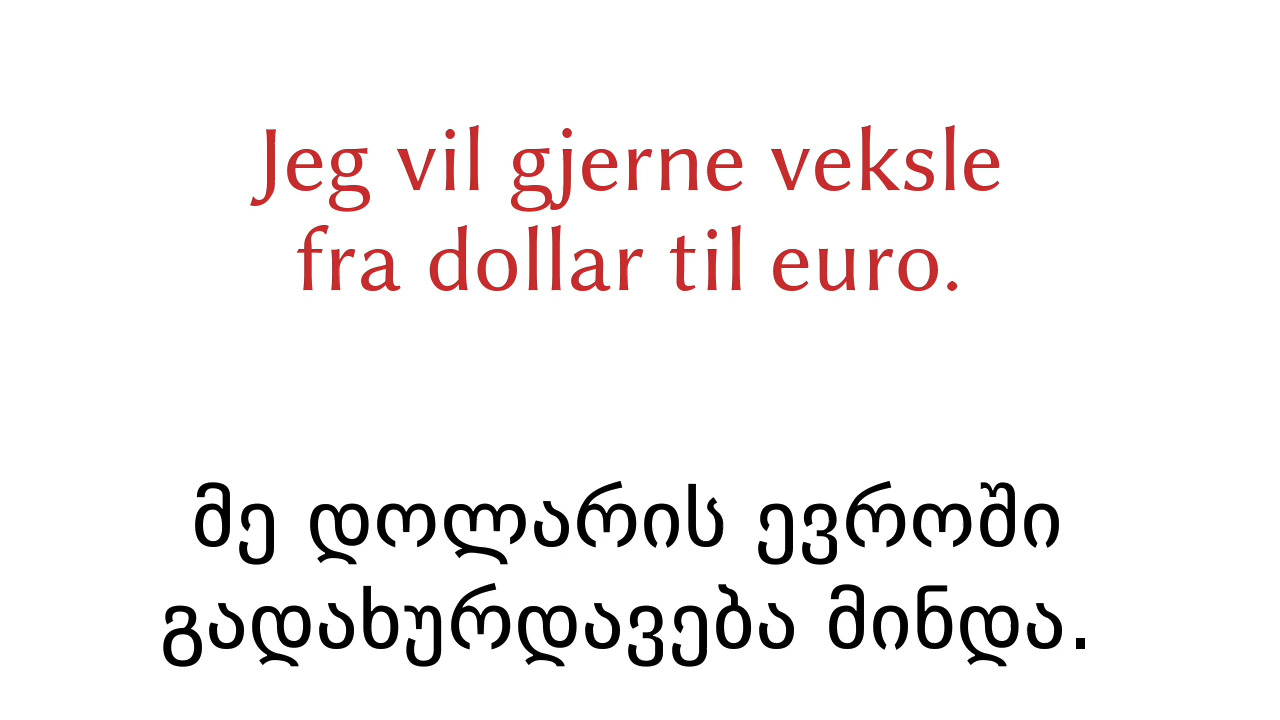 Jeg vil gjerne veksle
fra dollar til euro.
მე დოლარის ევროში
გადახურდავება მინდა.